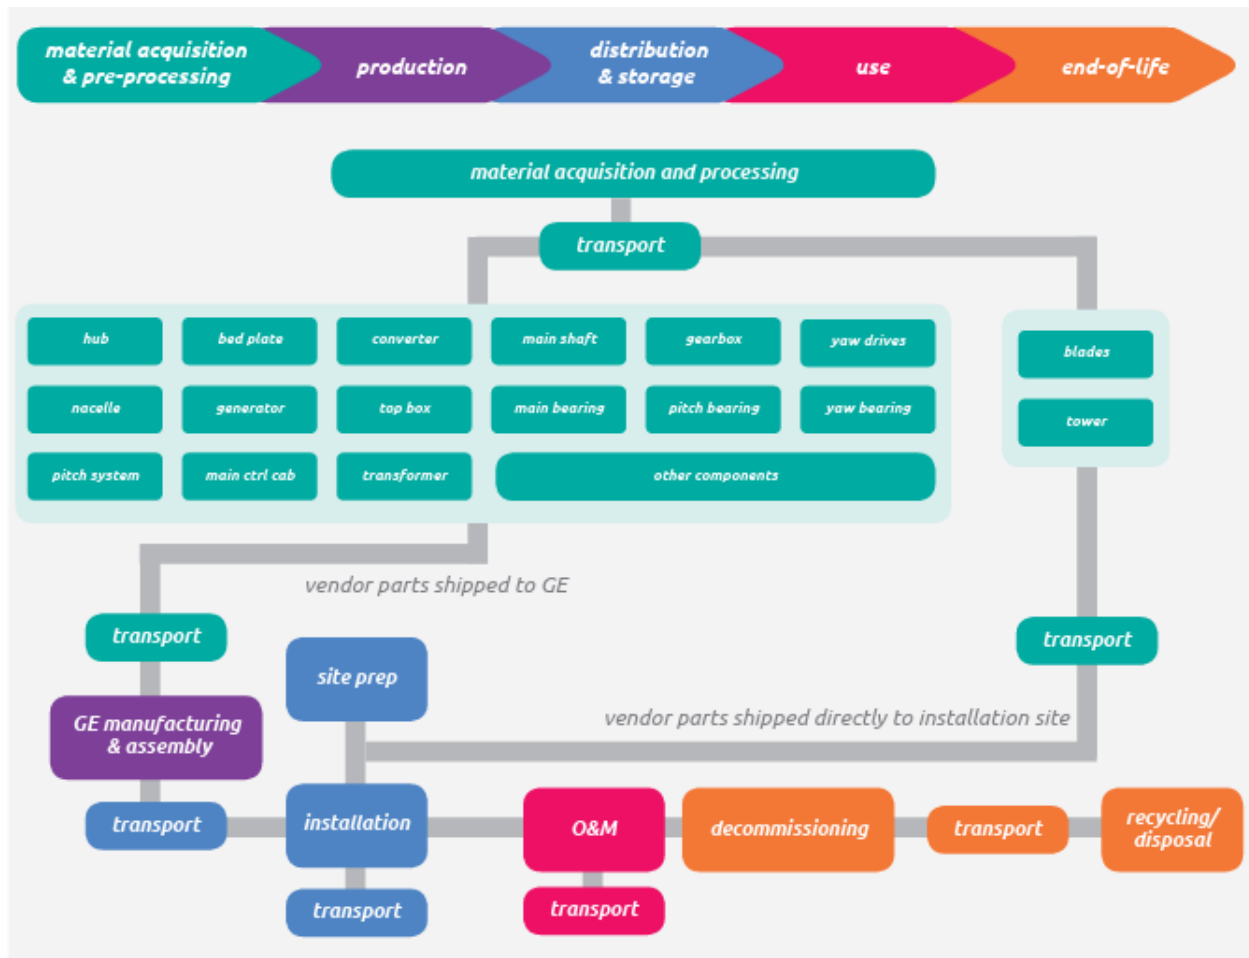 material acquisition
& pre-processing
production
distribution
& storage
use
end-of-life
material acquisition and processing
transport
hub
bed plate
converter
main shaft
gearbox
yaw drives
blades
nacelle
generator
top box
main bearing
pitch bearing
yaw bearing
tower
pitch system
main ctrl cab
transformer
other components
vendor parts shipped to GE
transport
site prep
transport
GE manufacturing
& assembly
vendor parts shipped directly to installation site
transport
installation
O&M
decommissioning
transport
recycling/
disposal
transport
transport